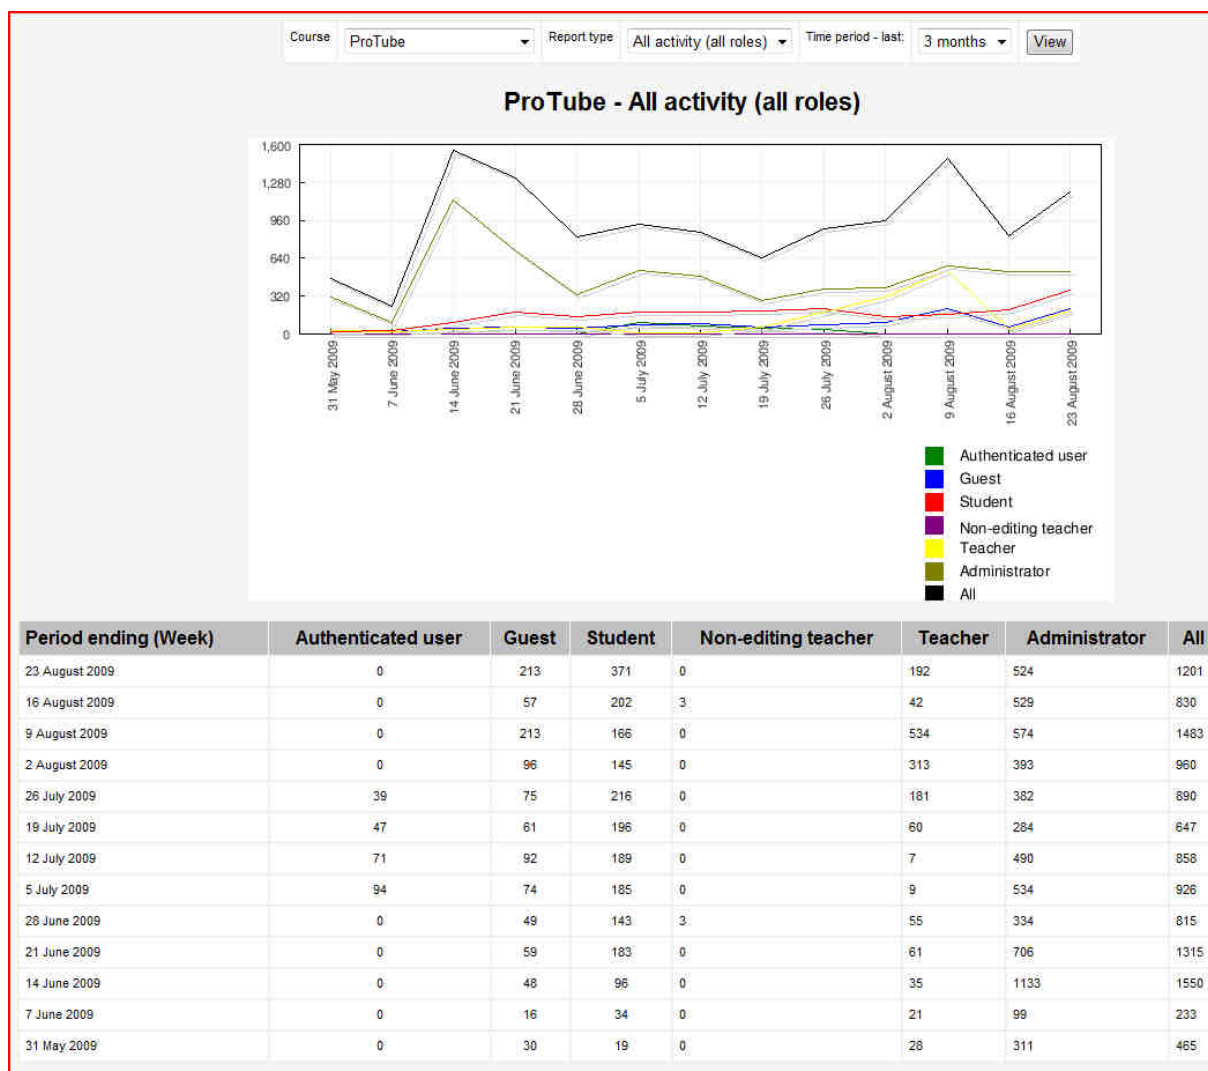 Course ProTube Report type All activity (all roles) Time period - last: 3 months View
ProTube - All activity (all roles)
1,600
1,280
960
640
320
0
31 May 2009
7 June 2009
14 June 2009
21 June 2009
28 June 2009
5 July 2009
12 July 2009
19 July 2009
26 July 2009
2 August 2009
9 August 2009
16 August 2009
23 August 2009
Authenticated user
Guest
Student
Non-editing teacher
Teacher
Administrator
All
Period ending (Week) Authenticated user Guest Student Non-editing teacher Teacher Administrator All
23 August 2009 0 213 371 0 192 524 1201
16 August 2009 0 57 202 3 42 529 830
9 August 2009 0 213 166 0 534 574 1483
2 August 2009 0 96 145 0 313 393 960
26 July 2009 39 75 216 0 181 382 890
19 July 2009 47 61 196 0 60 284 647
12 July 2009 71 92 189 0 7 490 858
5 July 2009 94 74 185 0 9 534 926
28 June 2009 0 49 143 3 55 334 815
21 June 2009 0 59 183 0 61 706 1315
14 June 2009 0 48 96 0 35 1133 1550
7 June 2009 0 16 34 0 21 99 233
31 May 2009 0 30 19 0 28 311 465